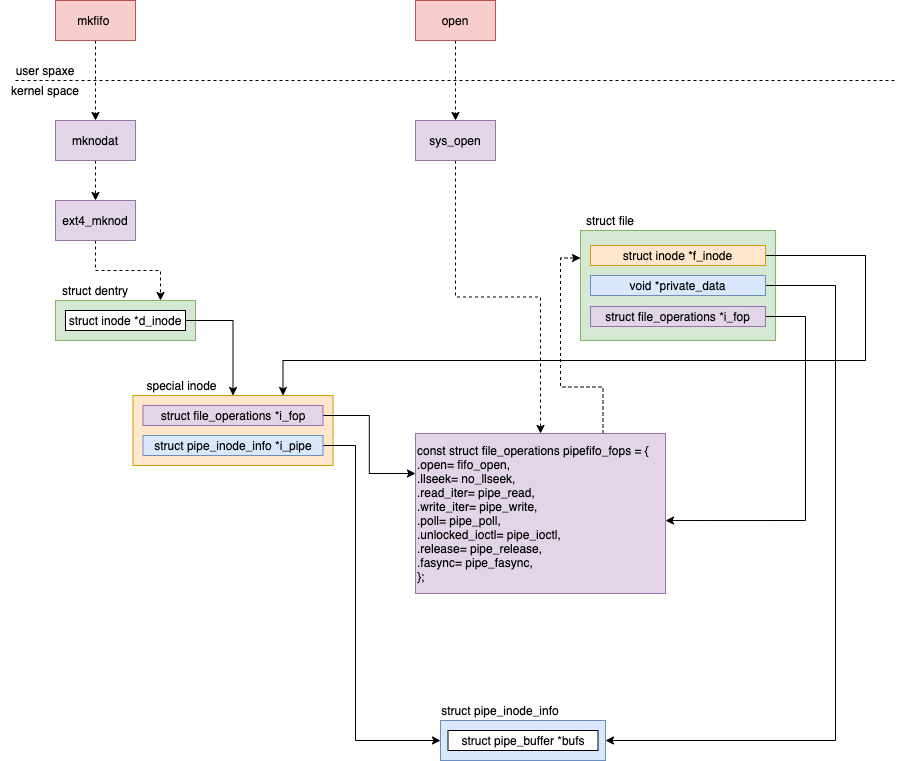 mkfifo
open
user spaxe
kernel space
mknodat
sys_open
ext4_mknod
struct file
struct inode *f_inode
void *private_data
struct file_operations *i_fop
struct dentry
struct inode *d_inode
special inode
struct file_operations *i_fop
struct pipe_inode_info *i_pipe
const struct file_operations pipefifo_fops = {
.open= fifo_open,
.llseek= no_llseek,
.read_iter= pipe_read,
.write_iter= pipe_write,
.poll= pipe_poll,
.unlocked_ioctl= pipe_ioctl,
.release= pipe_release,
.fasync= pipe_fasync,
};
struct pipe_inode_info
struct pipe_buffer *bufs